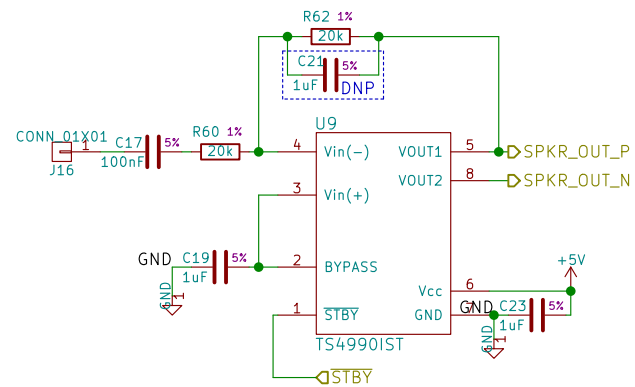 R62 1%
20k
C21 5%
1uF
DNP
U9
CONN_01X01
1
J16
C17 5%
100nF
R60 1%
20k
4 Vin(-) VOUT1 5 SPKR_OUT_P
VOUT2 8 SPKR_OUT_N
3 Vin(+)
GND C19 5%
1uF
2 BYPASS
GND 1
+5V
Vcc 6
1 STBY GND GND C23 5%
1uF
GND 1
TS4990IST
STBY